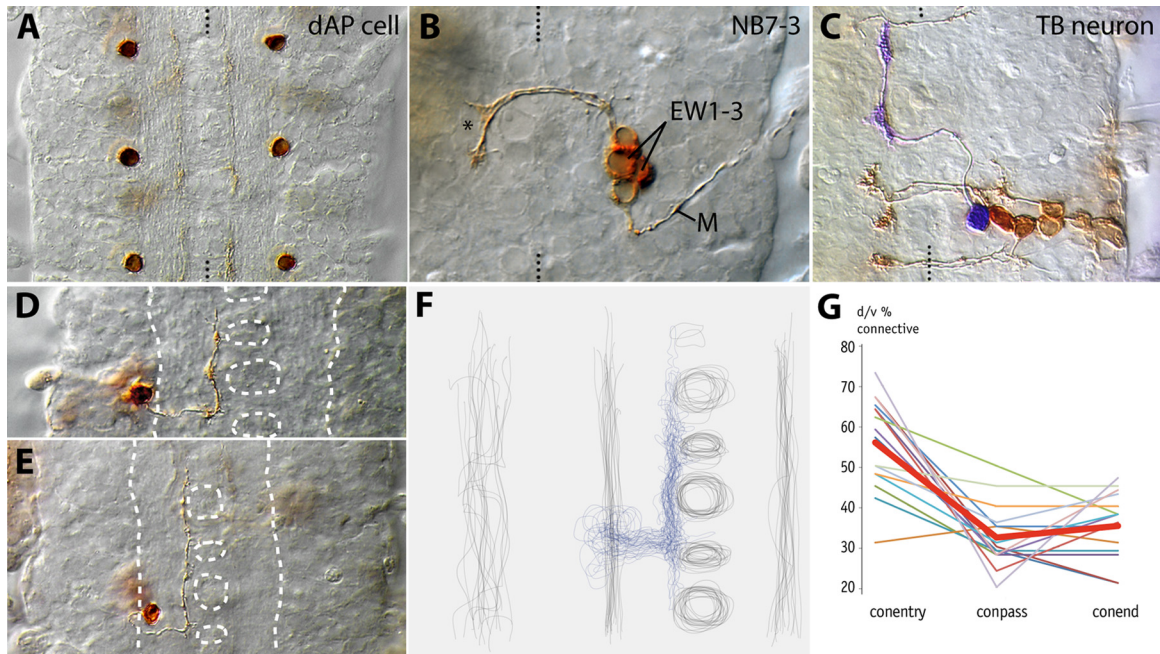 A
dAP cell
B
NB7-3
EW1-3
*
M
C
TB neuron
D
E
F
G
d/v %
connective
80
70
60
50
40
30
20
conentry
conpass
conend